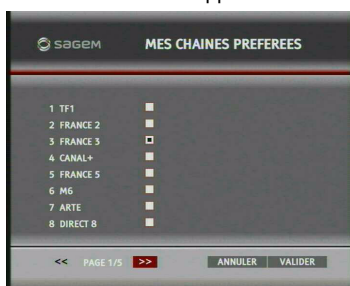 sagem MES CHAINES PREFEREES
1 TF1
2 FRANCE 2
3 FRANCE 3
4 CANAL+
5 FRANCE 5
6 M6
7 ARTE
8 DIRECT 8
<< PAGE 1/5 >> ANNULER VALIDER